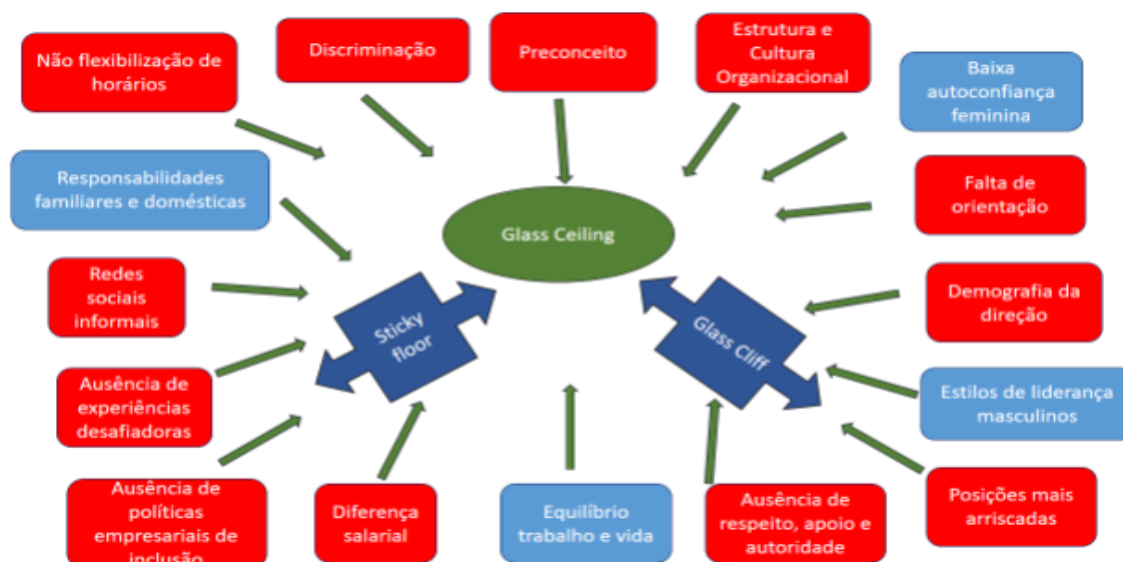 Não flexibilização de
horários
Discriminação
Preconceito
Estrutura e
Cultura
Organizacional
Baixa
autoconfiança
feminina
Responsabilidades
familiares e domésticas
Glass Ceiling
Falta de
orientação
Redes
sociais
informais
Sticky
floor
Glass Cliff
Demografia da
direção
Ausência de
experiências
desafiadoras
Estilos de liderança
masculinos
Ausência de
políticas
empresariais de
inclusão
Diferença
salarial
Equilíbrio
trabalho e vida
Ausência de
respeito, apoio e
autoridade
Posições mais
arriscadas